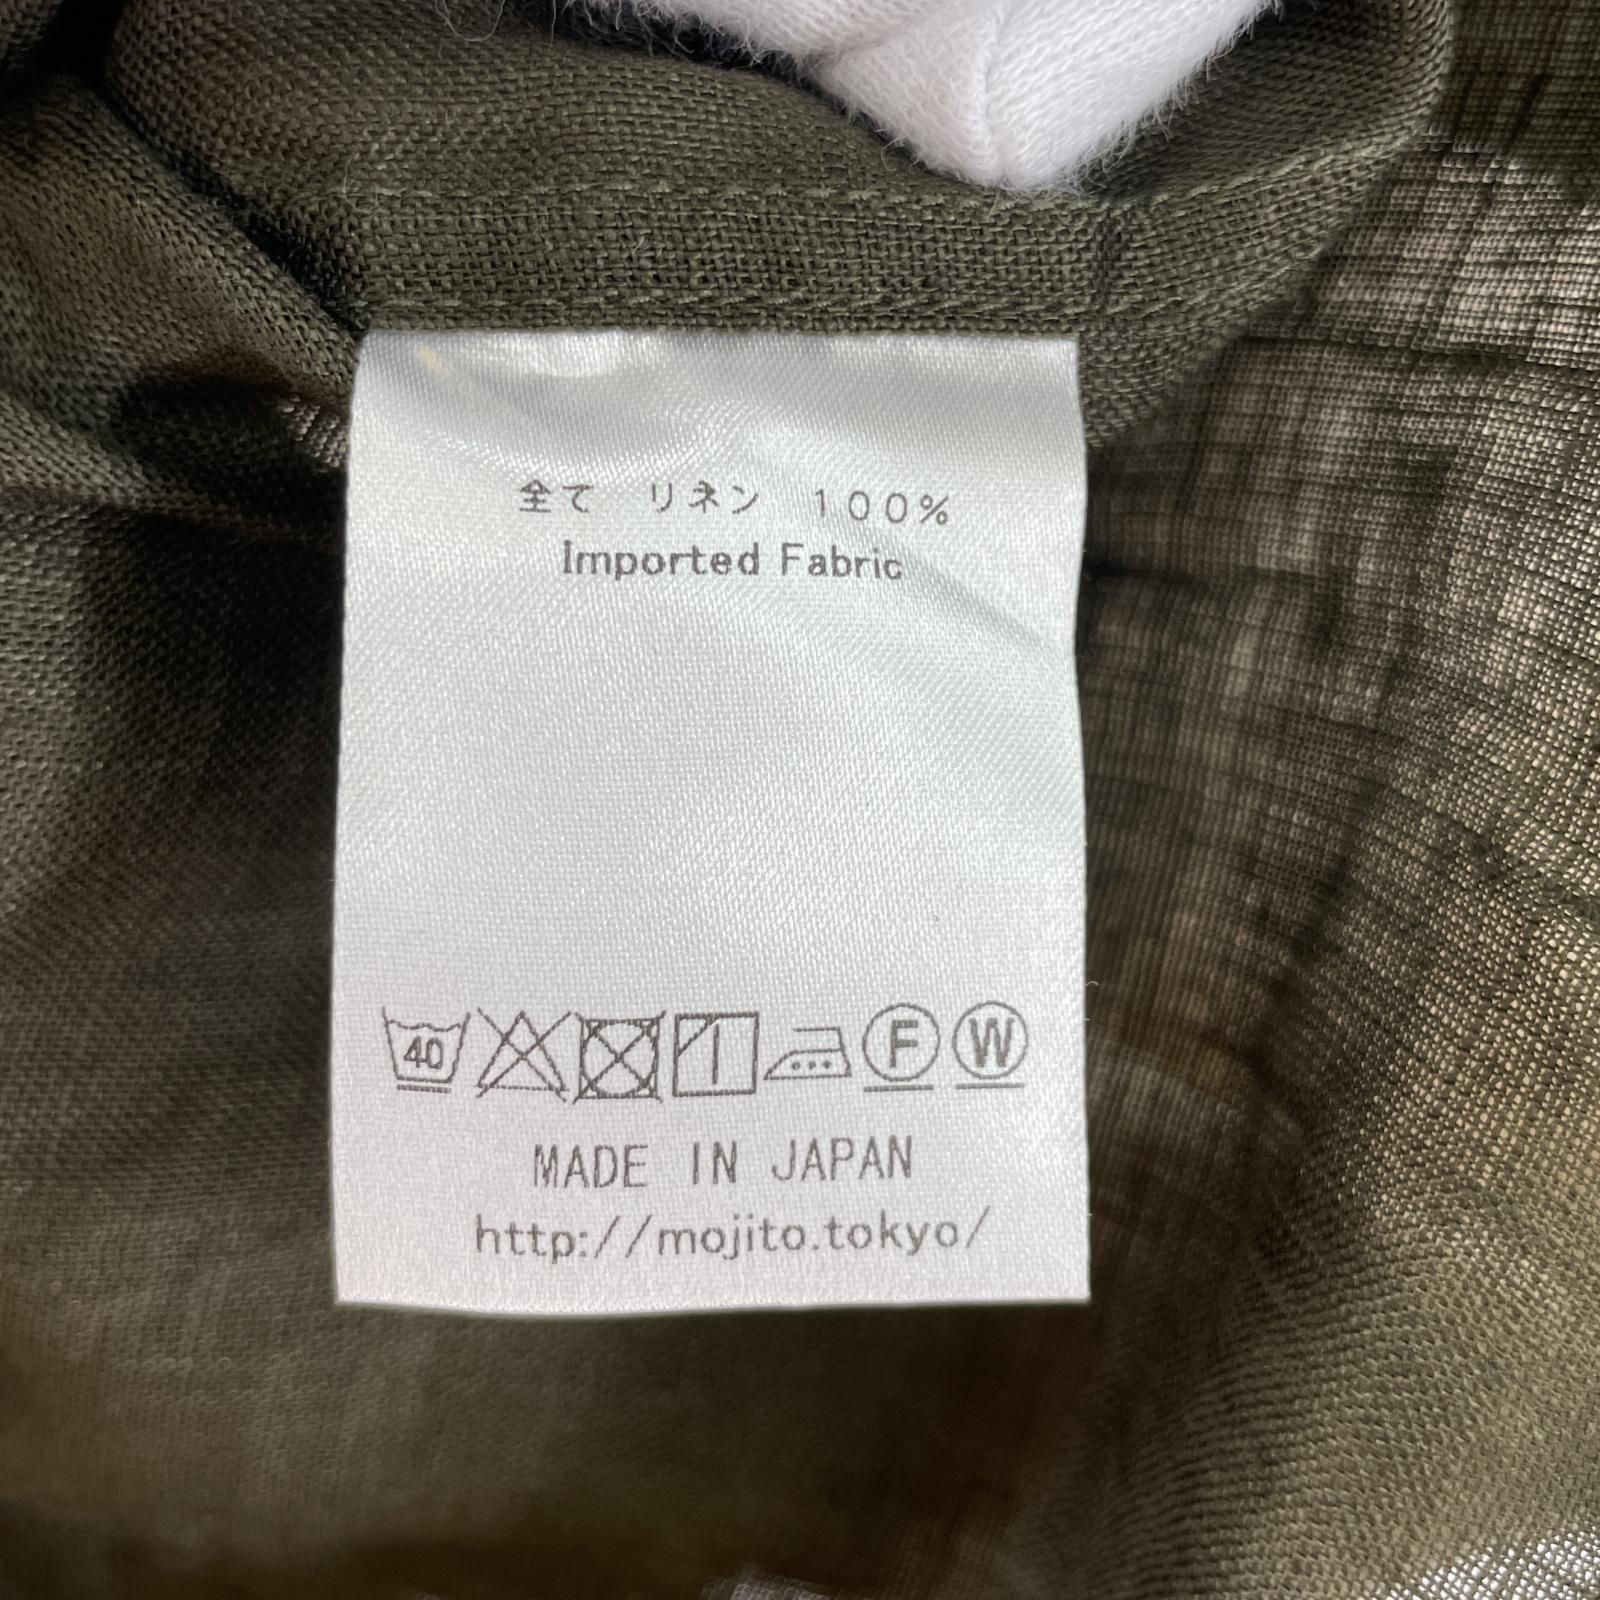 全て リネン 100%
Imported Fabric
40 F W
MADE IN JAPAN
http://mojito.tokyo/